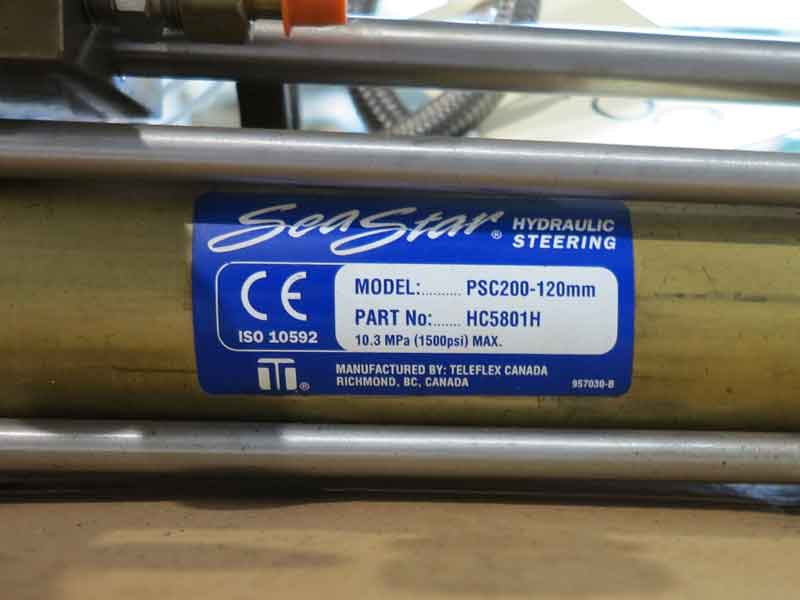 SeaStar® HYDRAULIC
STEERING
CE
ISO 10592
MODEL:.......... PSC200-120mm
PART No:....... HC5801H
10.3 MPa (1500psi) MAX.
®
MANUFACTURED BY: TELEFLEX CANADA
RICHMOND, BC, CANADA
957030-B